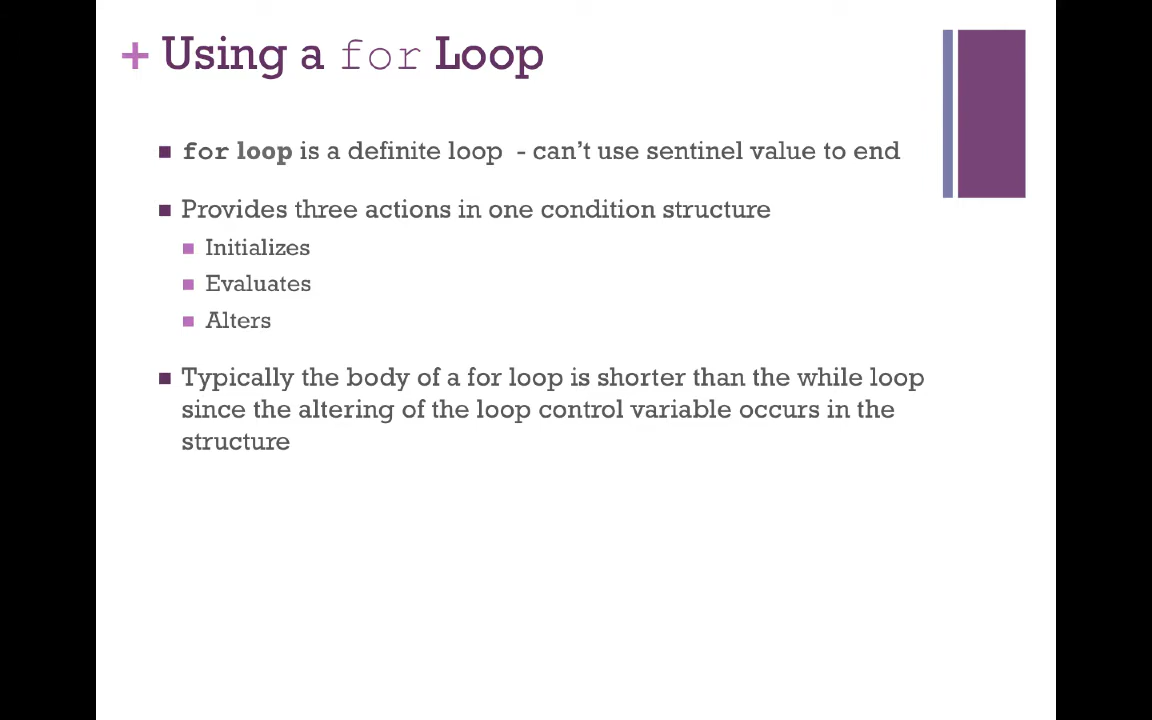 + Using a for Loop
■ for loop is a definite loop - can’t use sentinel value to end
■ Provides three actions in one condition structure
■ Initializes
■ Evaluates
■ Alters
■ Typically the body of a for loop is shorter than the while loop
since the altering of the loop control variable occurs in the
structure